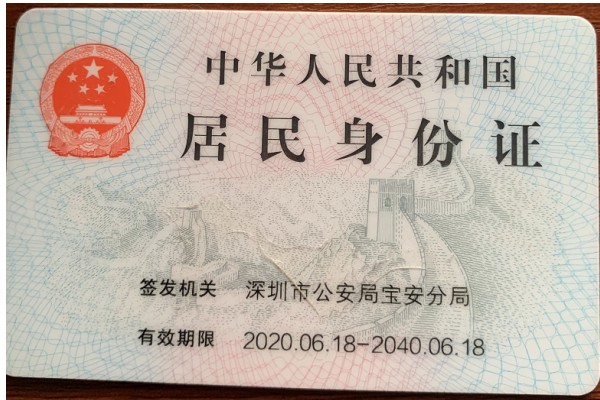 中华人民共和国
居民身份证
签发机关 深圳市公安局宝安分局
有效期限 2020.06.18-2040.06.18